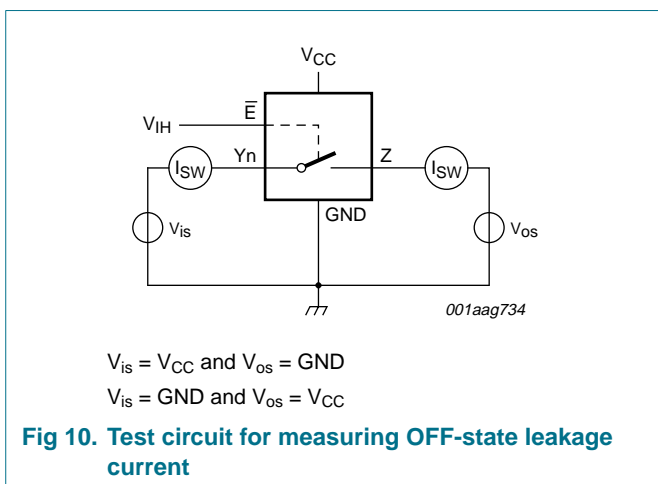 VCC
E̅
VIH
Yn
Z
ISW
ISW
GND
Vis
Vos
001aag734
Vis = VCC and Vos = GND
Vis = GND and Vos = VCC
Fig 10. Test circuit for measuring OFF-state leakage
current